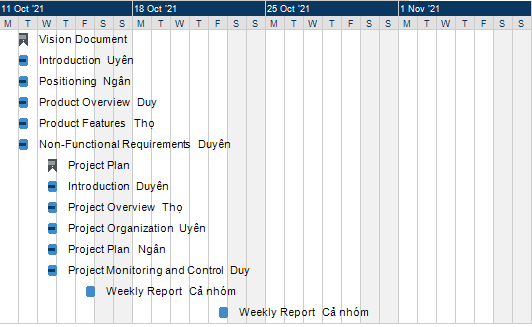 11 Oct '21 18 Oct '21 25 Oct '21 1 Nov '21
M T W T F S S M T W T F S S M T W T F S S M T W T F S S
Vision Document
Introduction Uyên
Positioning Ngân
Product Overview Duy
Product Features Thọ
Non-Functional Requirements Duyên
Project Plan
Introduction Duyên
Project Overview Thọ
Project Organization Uyên
Project Plan Ngân
Project Monitoring and Control Duy
Weekly Report Cả nhóm
Weekly Report Cả nhóm